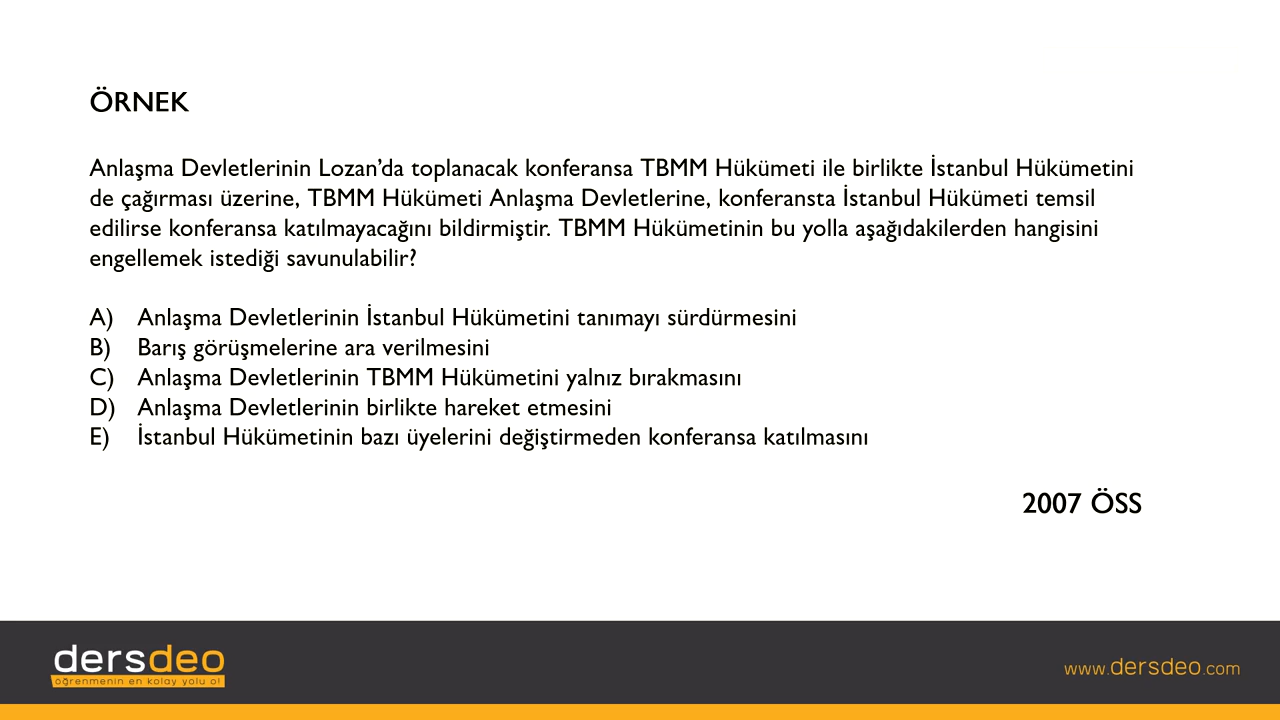 ÖRNEK
Anlaşma Devletlerinin Lozan’da toplanacak konferansa TBMM Hükümeti ile birlikte İstanbul Hükümetini
de çağırması üzerine, TBMM Hükümeti Anlaşma Devletlerine, konferansta İstanbul Hükümeti temsil
edilirse konferansa katılmayacağını bildirmiştir. TBMM Hükümetinin bu yolla aşağıdakilerden hangisini
engellemek istediği savunulabilir?
A) Anlaşma Devletlerinin İstanbul Hükümetini tanımayı sürdürmesini
B) Barış görüşmelerine ara verilmesini
C) Anlaşma Devletlerinin TBMM Hükümetini yalnız bırakmasını
D) Anlaşma Devletlerinin birlikte hareket etmesini
E) İstanbul Hükümetinin bazı üyelerini değiştirmeden konferansa katılmasını
2007 ÖSS
dersdeo
öğrenmenin en kolay yolu o!
www.dersdeo.com